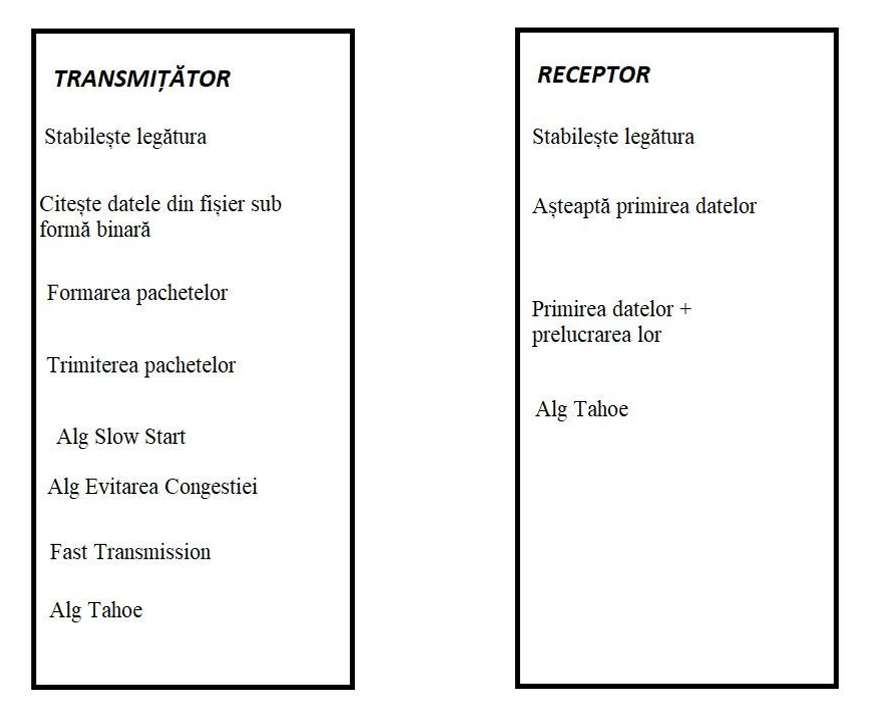 TRANSMIȚĂTOR
Stabilește legătura
Citește datele din fișier sub
formă binară
Formarea pachetelor
Trimiterea pachetelor
Alg Slow Start
Alg Evitarea Congestiei
Fast Transmission
Alg Tahoe
RECEPTOR
Stabilește legătura
Așteaptă primirea datelor
Primirea datelor +
prelucrarea lor
Alg Tahoe